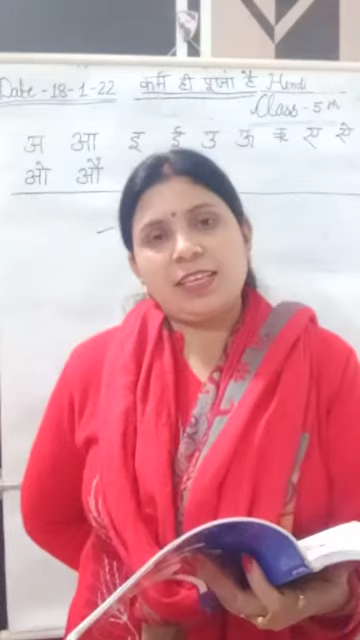 Date - 18-1-22 कर्म ही पूजा है Hindi
Class - 5th
अ आ इ ई उ ऊ ऋ ए ऐ
ओ औ